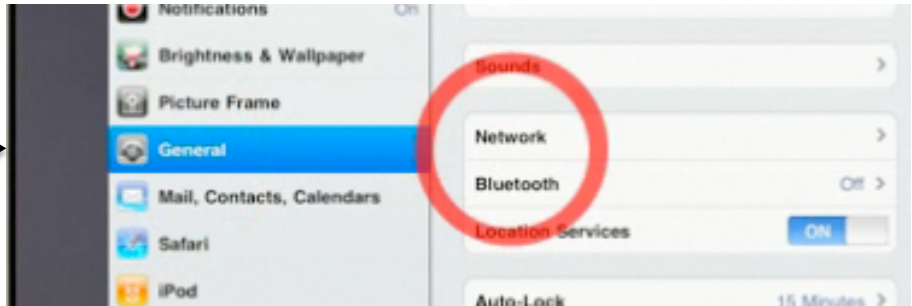 Notifications On
Brightness & Wallpaper
Picture Frame
General
Mail, Contacts, Calendars
Safari
iPod
Sounds
Network
Bluetooth Off
Location Services ON
Auto-Lock 15 Minutes